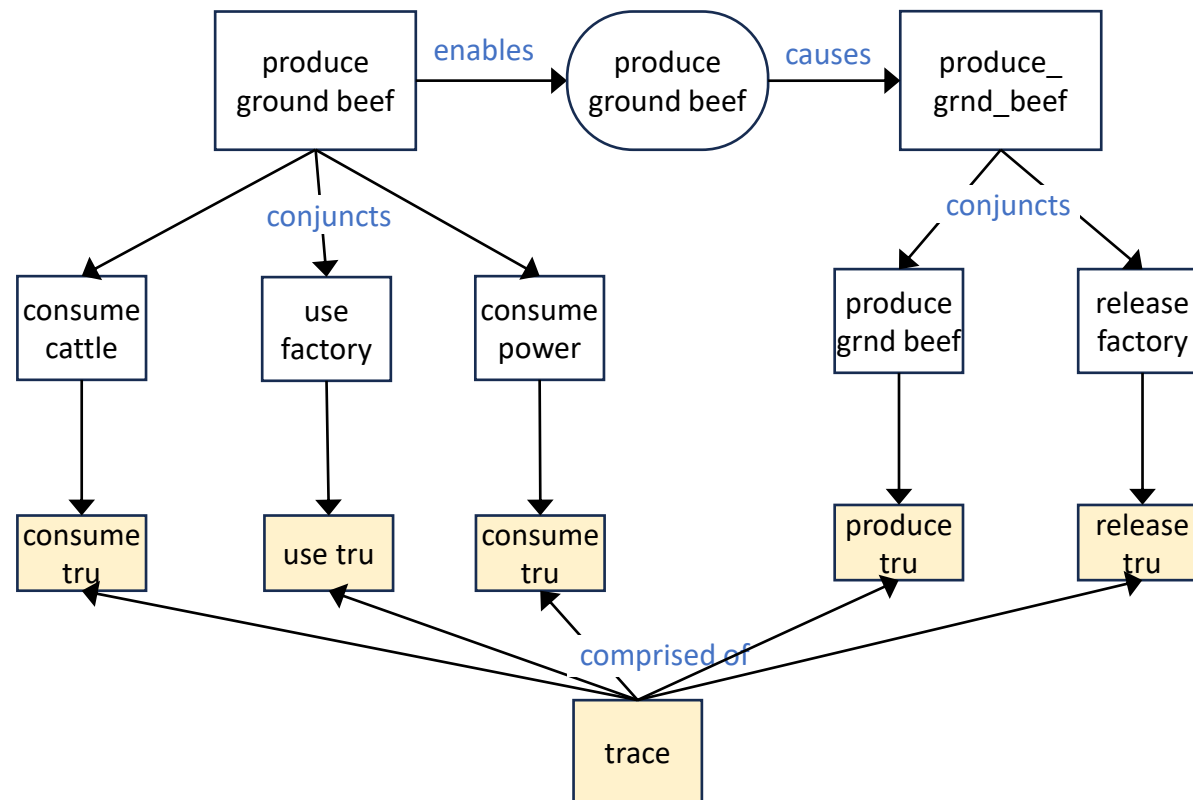 produce
ground beef
enables
produce
ground beef
causes
produce_
grnd_beef
conjuncts
conjuncts
consume
cattle
use
factory
consume
power
produce
grnd beef
release
factory
consume
tru
use tru
consume
tru
produce
tru
release
tru
comprised of
trace